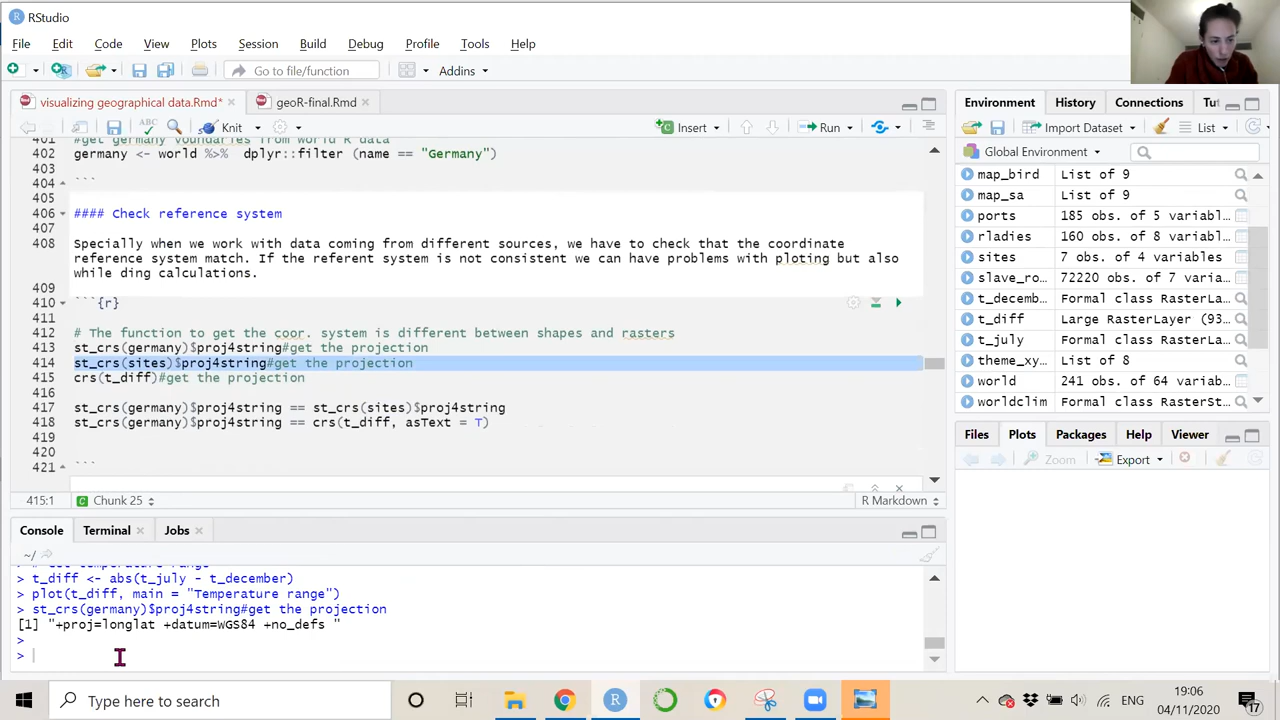 RStudio
File Edit Code View Plots Session Build Debug Profile Tools Help
Go to file/function Addins
visualizing geographical data.Rmd* geoR-final.Rmd
ABC Knit Insert Run
401 #get germany voundaries from world R data
402 germany <- world %>% dplyr::filter (name == "Germany")
403
404 ```
405
406 #### Check reference system
407
408 Specially when we work with data coming from different sources, we have to check that the coordinate
reference system match. If the referent system is not consistent we can have problems with ploting but also
while ding calculations.
409
410 ```{r}
411
412 # The function to get the coor. system is different between shapes and rasters
413 st_crs(germany)$proj4string#get the projection
414 st_crs(sites)$proj4string#get the projection
415 crs(t_diff)#get the projection
416
417 st_crs(germany)$proj4string == st_crs(sites)$proj4string
418 st_crs(germany)$proj4string == crs(t_diff, asText = T)
419
420
421 ```
415:1 Chunk 25 R Markdown
Console Terminal Jobs
~/
> t_diff <- abs(t_july - t_december)
> plot(t_diff, main = "Temperature range")
> st_crs(germany)$proj4string#get the projection
[1] "+proj=longlat +datum=WGS84 +no_defs "
>
>
Environment History Connections Tut
Import Dataset List
Global Environment
map_bird List of 9
map_sa List of 9
ports 185 obs. of 5 variabl…
rladies 160 obs. of 8 variabl…
sites 7 obs. of 4 variables
slave_ro… 72220 obs. of 7 varia…
t_decemb… Formal class RasterLa…
t_diff Large RasterLayer (93…
t_july Formal class RasterLa…
theme_xy… List of 8
world 241 obs. of 64 variabl…
worldclim Formal class RasterSt…
Files Plots Packages Help Viewer
Zoom Export
Type here to search
ENG
19:06
04/11/2020
17